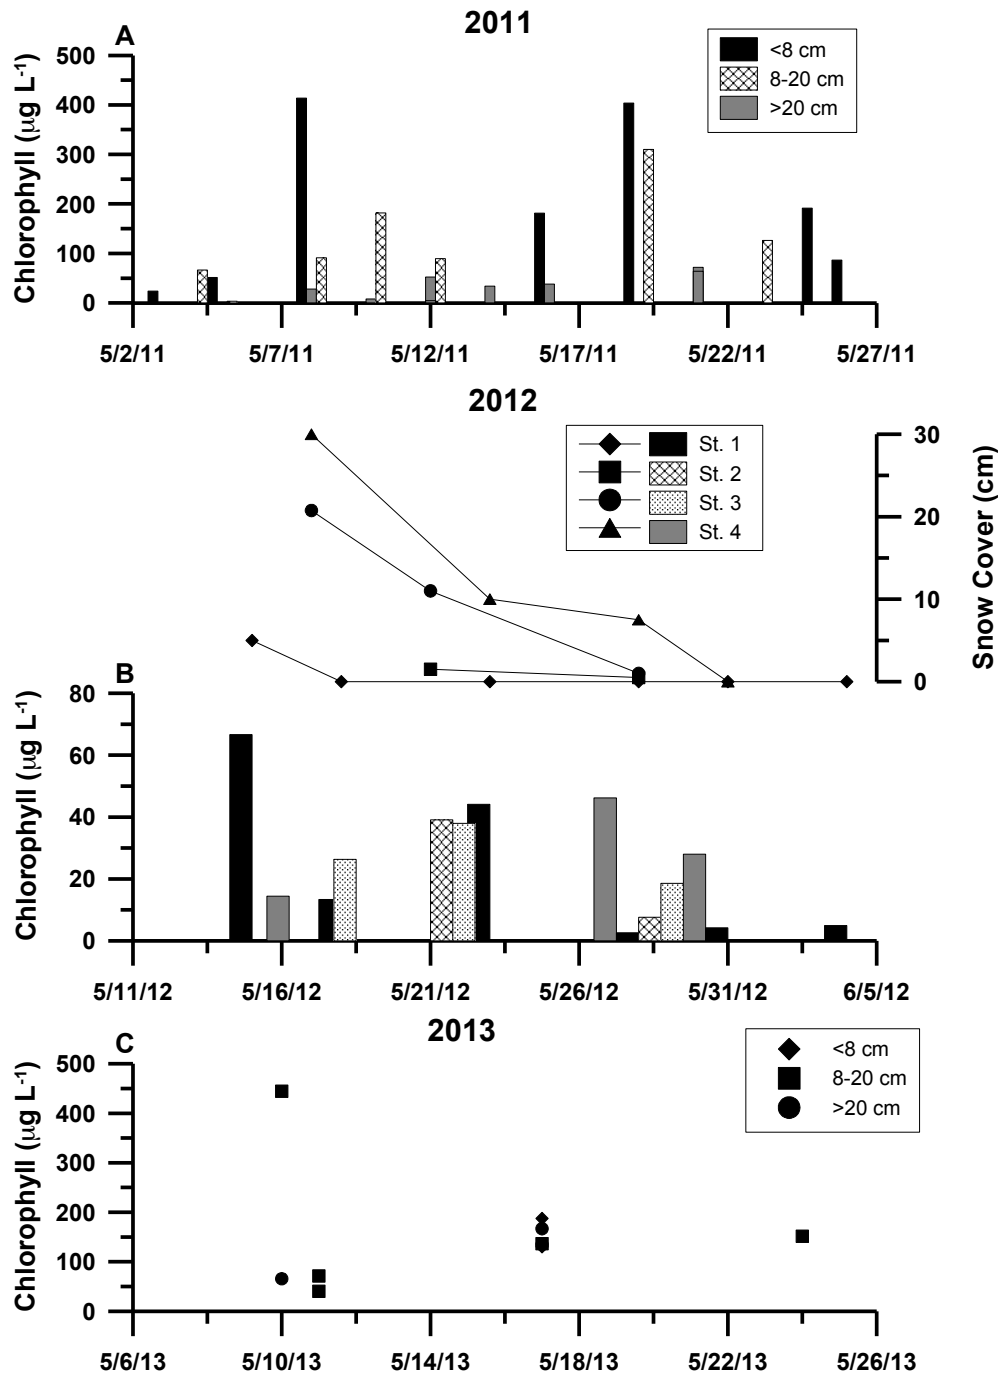 2011
A
<8 cm
8-20 cm
>20 cm
Chlorophyll (µg L-1)
500
400
300
200
100
0
5/2/11
5/7/11
5/12/11
5/17/11
5/22/11
5/27/11
2012
St. 1
St. 2
St. 3
St. 4
30
20
10
0
Snow Cover (cm)
B
Chlorophyll (µg L-1)
80
60
40
20
0
5/11/12
5/16/12
5/21/12
5/26/12
5/31/12
6/5/12
2013
C
<8 cm
8-20 cm
>20 cm
Chlorophyll (µg L-1)
500
400
300
200
100
0
5/6/13
5/10/13
5/14/13
5/18/13
5/22/13
5/26/13